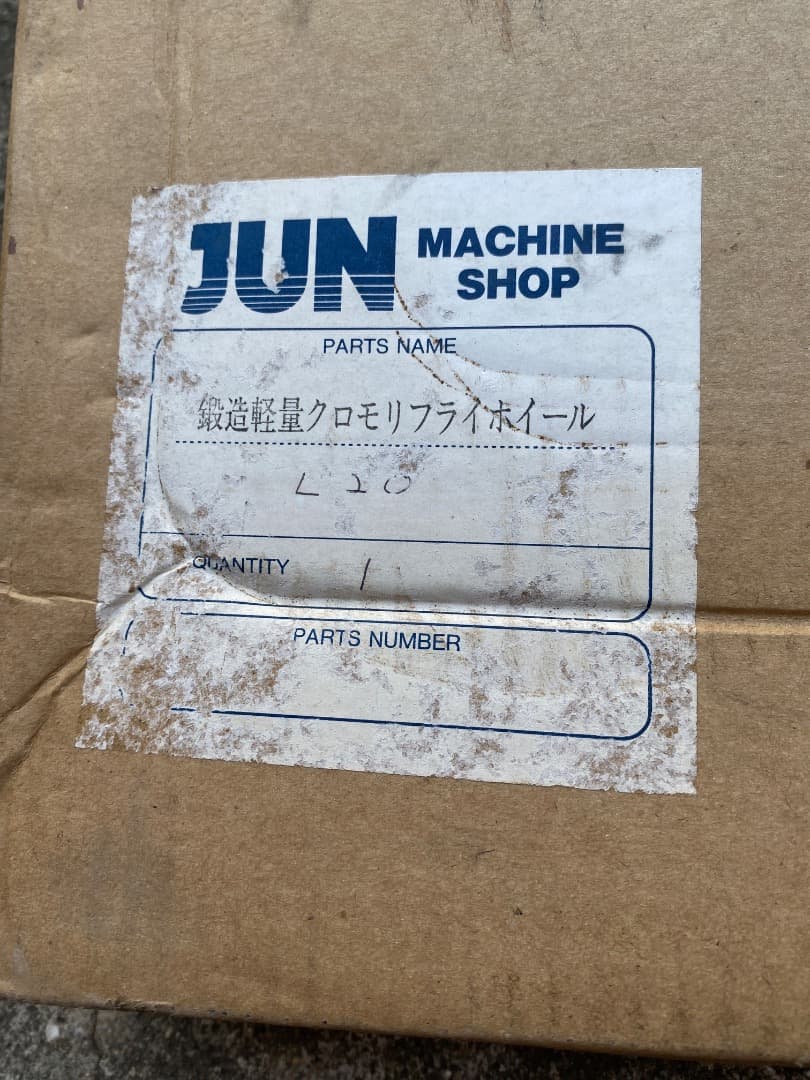 JUN MACHINE SHOP
PARTS NAME
鍛造軽量クロモリフライホイール
L20
QUANTITY 1
PARTS NUMBER